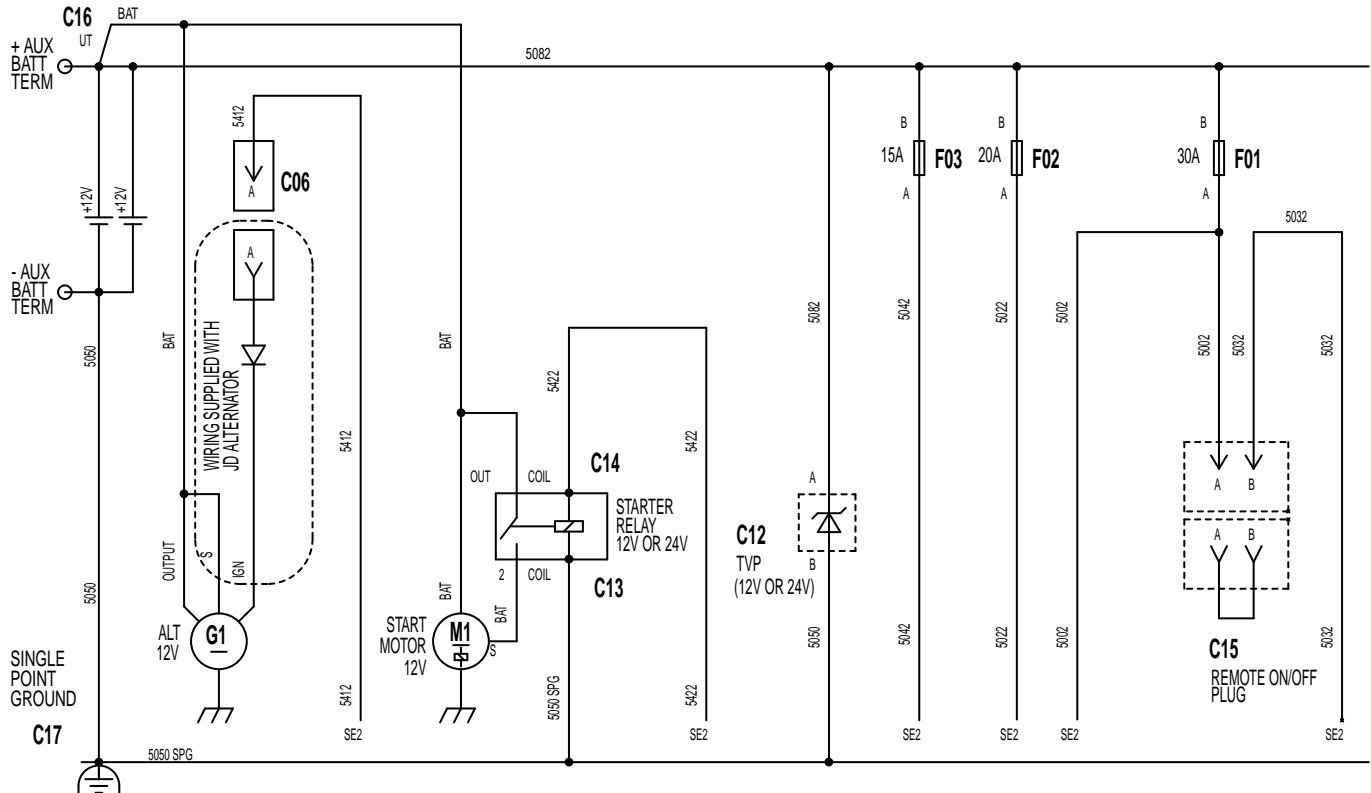 C16
UT
BAT
+ AUX
BATT
TERM
5082
5412
C06
A
A
+12V
+12V
B
15A
F03
A
B
20A
F02
A
B
30A
F01
A
5032
- AUX
BATT
TERM
5050
BAT
WIRING SUPPLIED WITH
JD ALTERNATOR
5412
BAT
5422
5422
5082
5042
5022
5002
5002
5032
5032
OUT
COIL
C14
STARTER
RELAY
12V OR 24V
2
COIL
C13
A
C12
TVP
(12V OR 24V)
B
A
B
A
B
C15
REMOTE ON/OFF
PLUG
5050
OUTPUT
S
IGN
ALT
12V
G1
BAT
BAT
START
MOTOR
12V
M1
S
SINGLE
POINT
GROUND
C17
5050 SPG
5412
SE2
5050 SPG
5422
SE2
5050
5042
SE2
5022
SE2
5002
SE2
5032
SE2